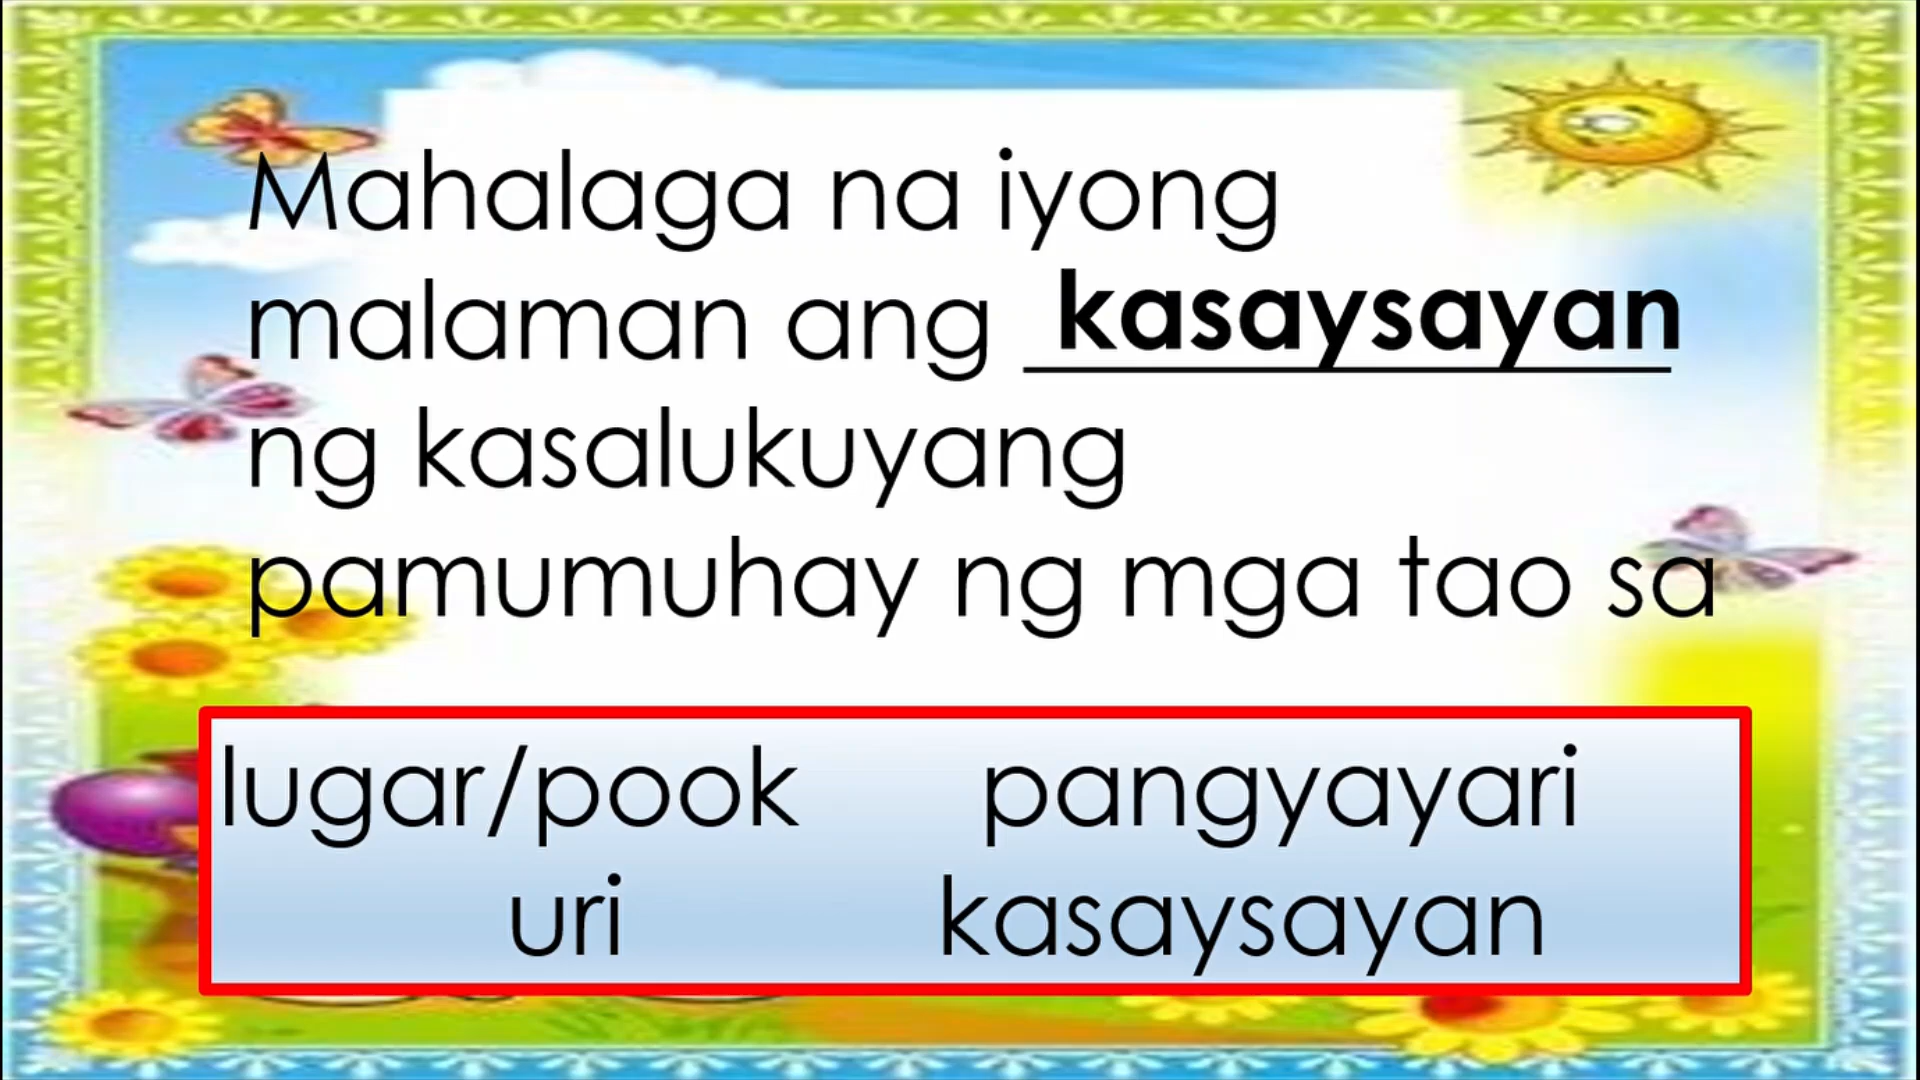 Mahalaga na iyong
malaman ang kasaysayan
ng kasalukuyang
pamumuhay ng mga tao sa
lugar/pook pangyayari
uri kasaysayan